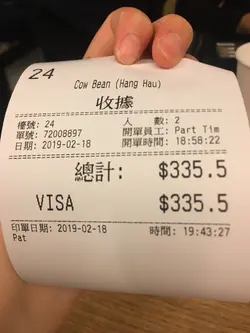 24
Cow Bean (Hang Hau)
收據
檯號: 24 人 數: 2
單號: 72008897 開單員工: Part Tim
日期: 2019-02-18 開單時間: 18:58:22
總計: $335.5
VISA $335.5
印單日期: 2019-02-18 時間: 19:43:27
Pat